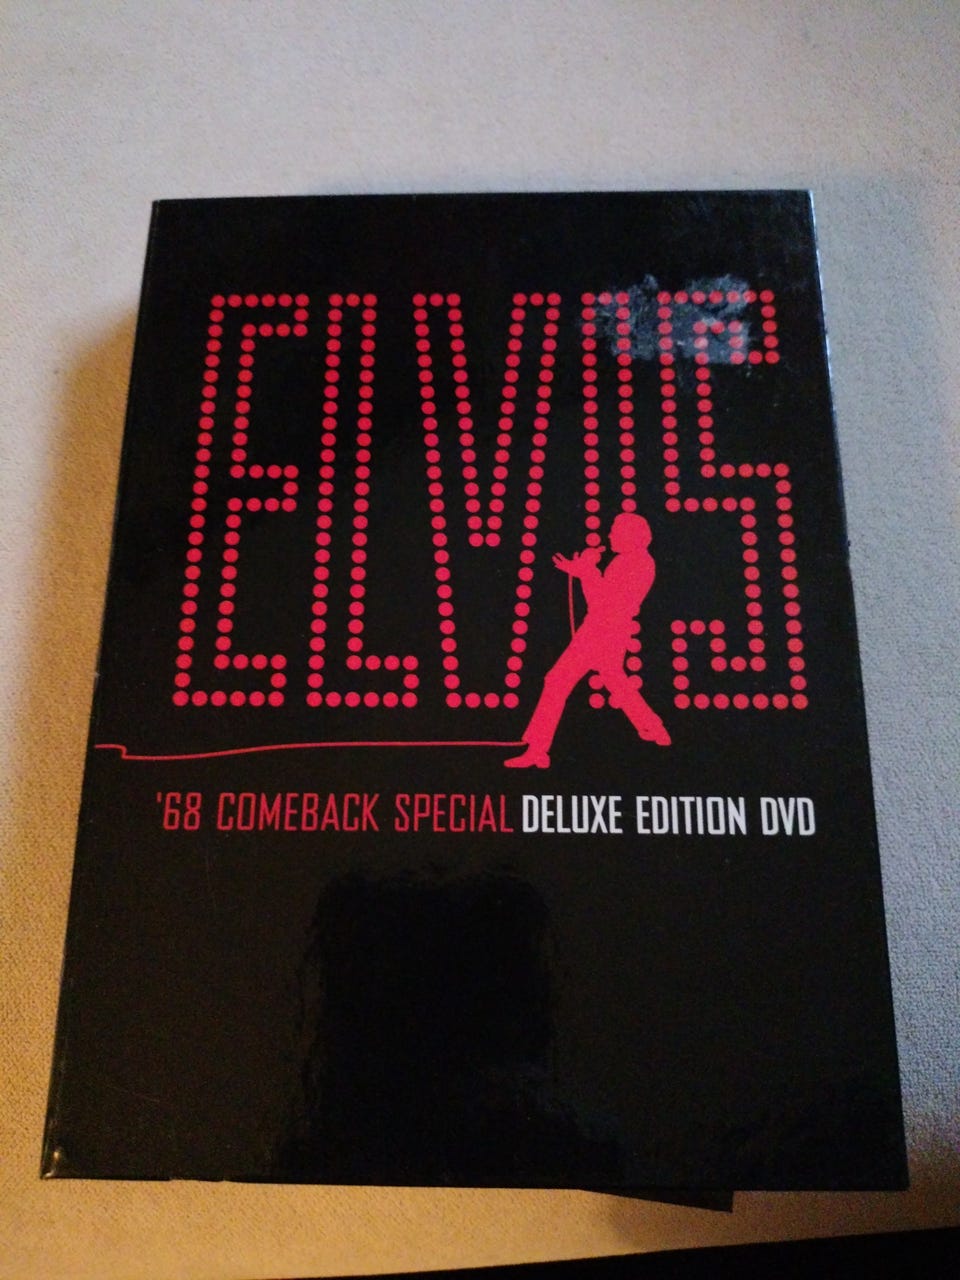 ELVIS
'68 COMEBACK SPECIAL DELUXE EDITION DVD